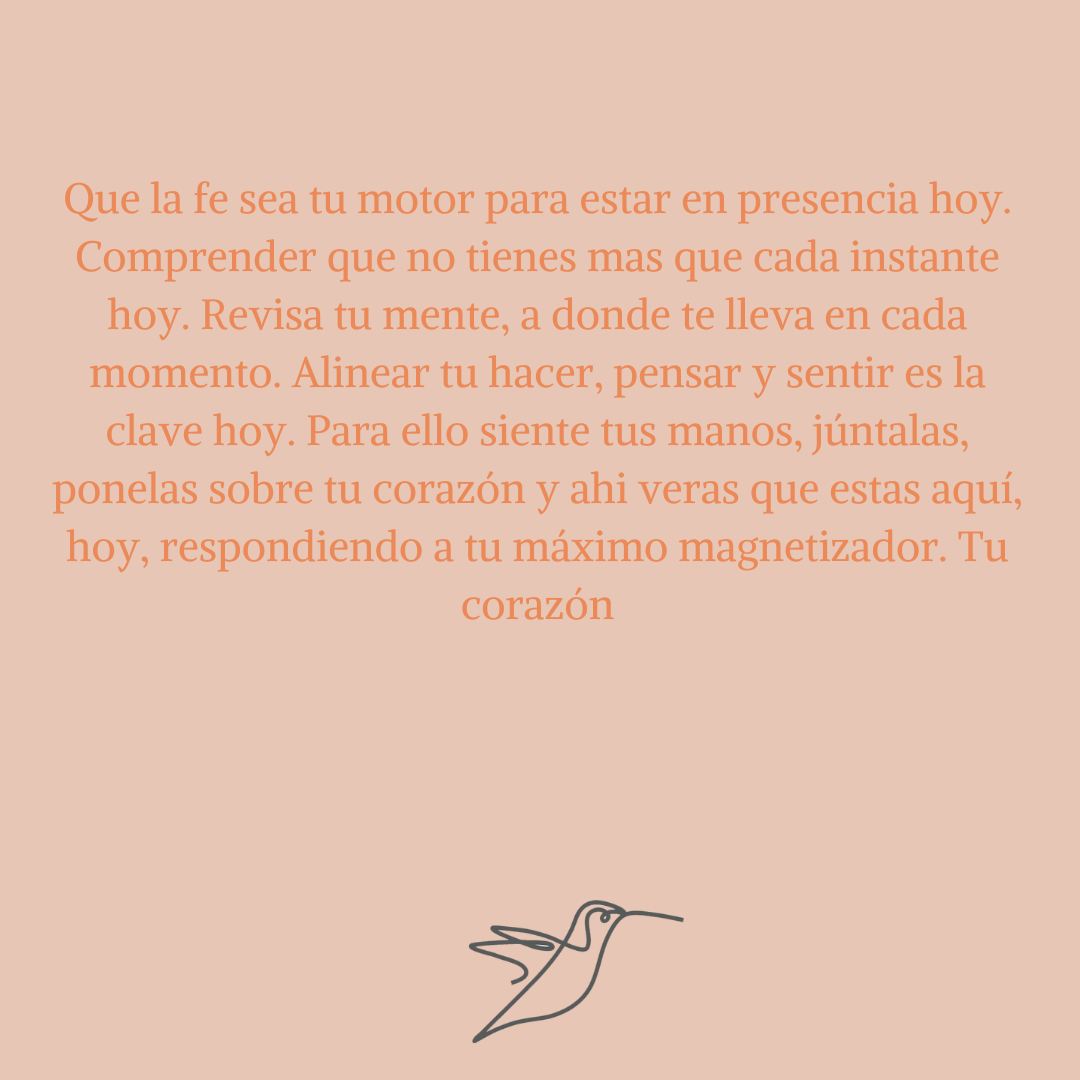 Que la fe sea tu motor para estar en presencia hoy.
Comprender que no tienes mas que cada instante
hoy. Revisa tu mente, a donde te lleva en cada
momento. Alinear tu hacer, pensar y sentir es la
clave hoy. Para ello siente tus manos, júntalas,
ponelas sobre tu corazón y ahi veras que estas aquí,
hoy, respondiendo a tu máximo magnetizador. Tu
corazón